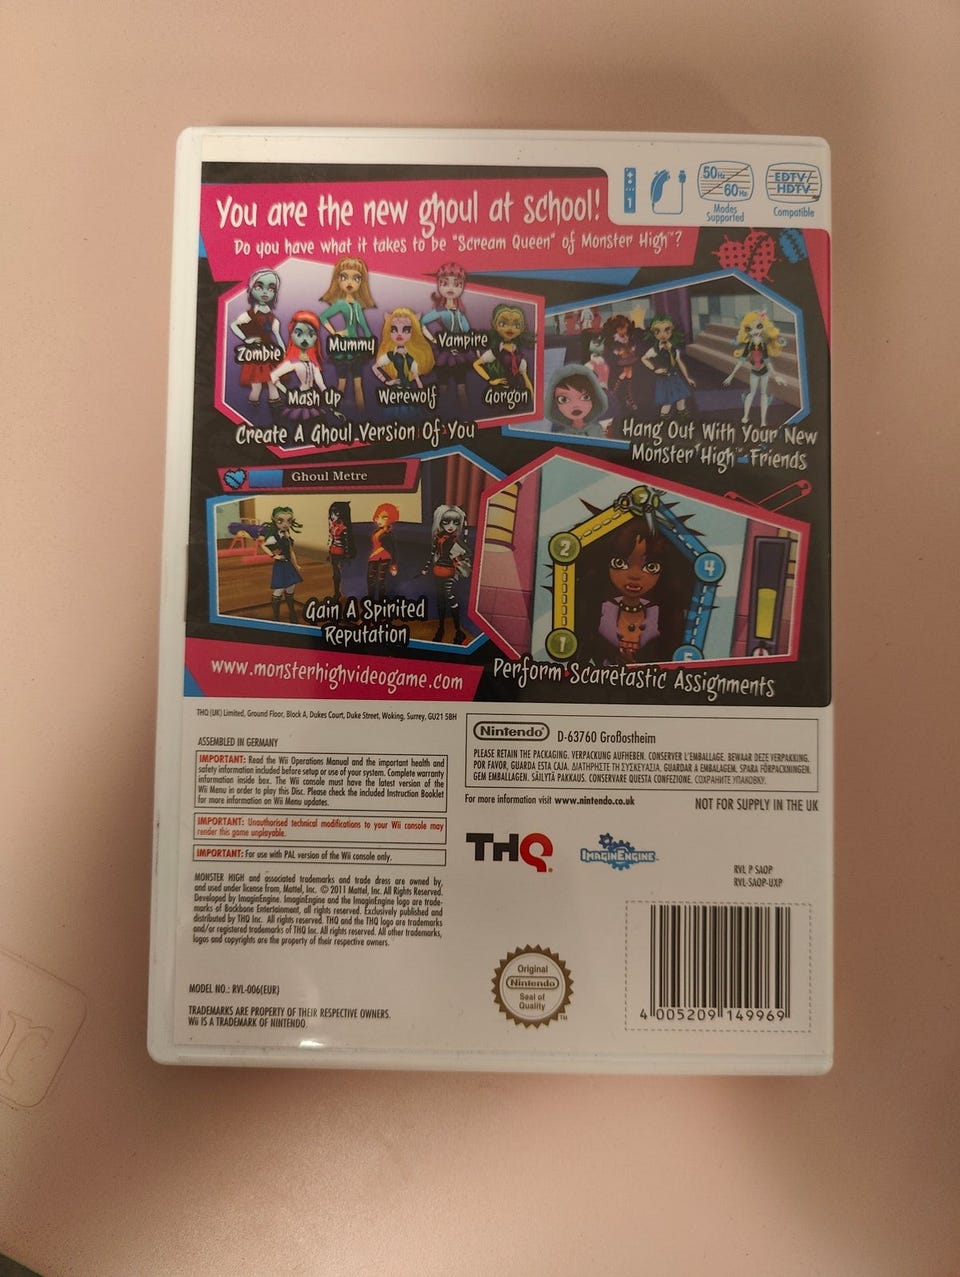 You are the new ghoul at school!
Do you have what it takes to be "Scream Queen" of Monster High™?
1
50Hz
60Hz
Modes
Supported
EDTV/
HDTV
Compatible
Zombie
Mash Up
Mummy
Werewolf
Vampire
Gorgon
Create A Ghoul Version Of You
Hang Out With Your New
Monster High™ Friends
Ghoul Metre
Gain A Spirited
Reputation
2
4
1
5
Perform Scaretastic Assignments
www.monsterhighvideogame.com
THQ (UK) Limited, Ground Floor, Block A, Dukes Court, Duke Street, Woking, Surrey, GU21 5BH
ASSEMBLED IN GERMANY
IMPORTANT: Read the Wii Operations Manual and the important health and
safety information included before setup or use of your system. Complete warranty
information inside box. The Wii console must have the latest version of the
Wii Menu in order to play this Disc. Please check the included Instruction Booklet
for more information on Wii Menu updates.
IMPORTANT: Unauthorised technical modifications to your Wii console may
render this game unplayable.
IMPORTANT: For use with PAL version of the Wii console only.
MONSTER HIGH and associated trademarks and trade dress are owned by,
and used under license from, Mattel, Inc. © 2011 Mattel, Inc. All Rights Reserved.
Developed by ImaginEngine. ImaginEngine and the ImaginEngine logo are trade-
marks of Backbone Entertainment, all rights reserved. Exclusively published and
distributed by THQ Inc. All rights reserved. THQ and the THQ logo are trademarks
and/or registered trademarks of THQ Inc. All rights reserved. All other trademarks,
logos and copyrights are the property of their respective owners.
MODEL NO.: RVL-006(EUR)
TRADEMARKS ARE PROPERTY OF THEIR RESPECTIVE OWNERS.
Wii IS A TRADEMARK OF NINTENDO.
Nintendo® D-63760 Großostheim
PLEASE RETAIN THE PACKAGING. VERPACKUNG AUFHEBEN. CONSERVER L'EMBALLAGE. BEWAAR DEZE VERPAKKING.
POR FAVOR, GUARDA ESTA CAJA. ΔΙΑΤΗΡΗΣΤΕ ΤΗ ΣΥΣΚΕΥΑΣΙΑ. GUARDAR A EMBALAGEM. SPARA FÖRPACKNINGEN.
GEM EMBALLAGEN. SÄILYTÄ PAKKAUS. CONSERVARE QUESTA CONFEZIONE. СОХРАНИТЕ УПАКОВКУ.
For more information visit www.nintendo.co.uk
NOT FOR SUPPLY IN THE UK
THQ®
IMAGINENGINE
RVL P SAOP
RVL-SAOP-UXP
Original
Nintendo
Seal of
Quality
TM
4 005209 149969